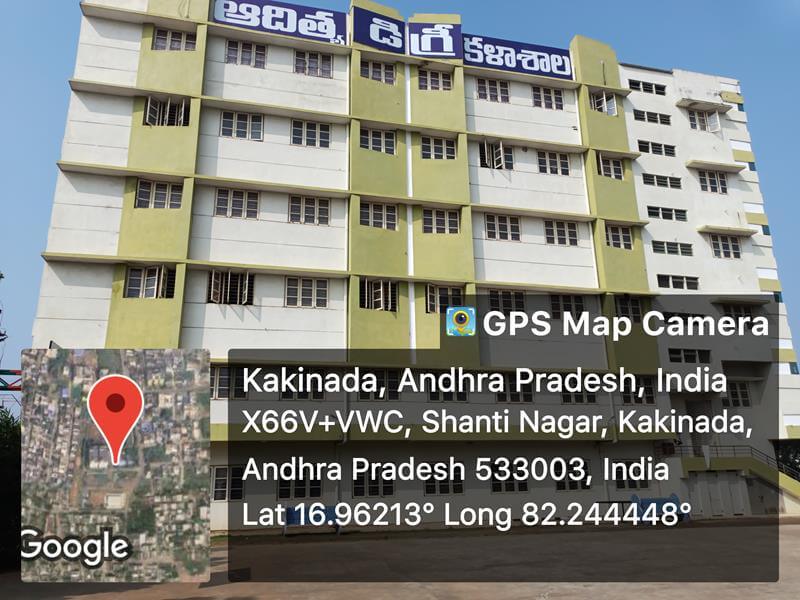 ఆదిత్య డిగ్రీ కళాశాల
GPS Map Camera
Kakinada, Andhra Pradesh, India
X66V+VWC, Shanti Nagar, Kakinada,
Andhra Pradesh 533003, India
Lat 16.96213° Long 82.244448°
Google